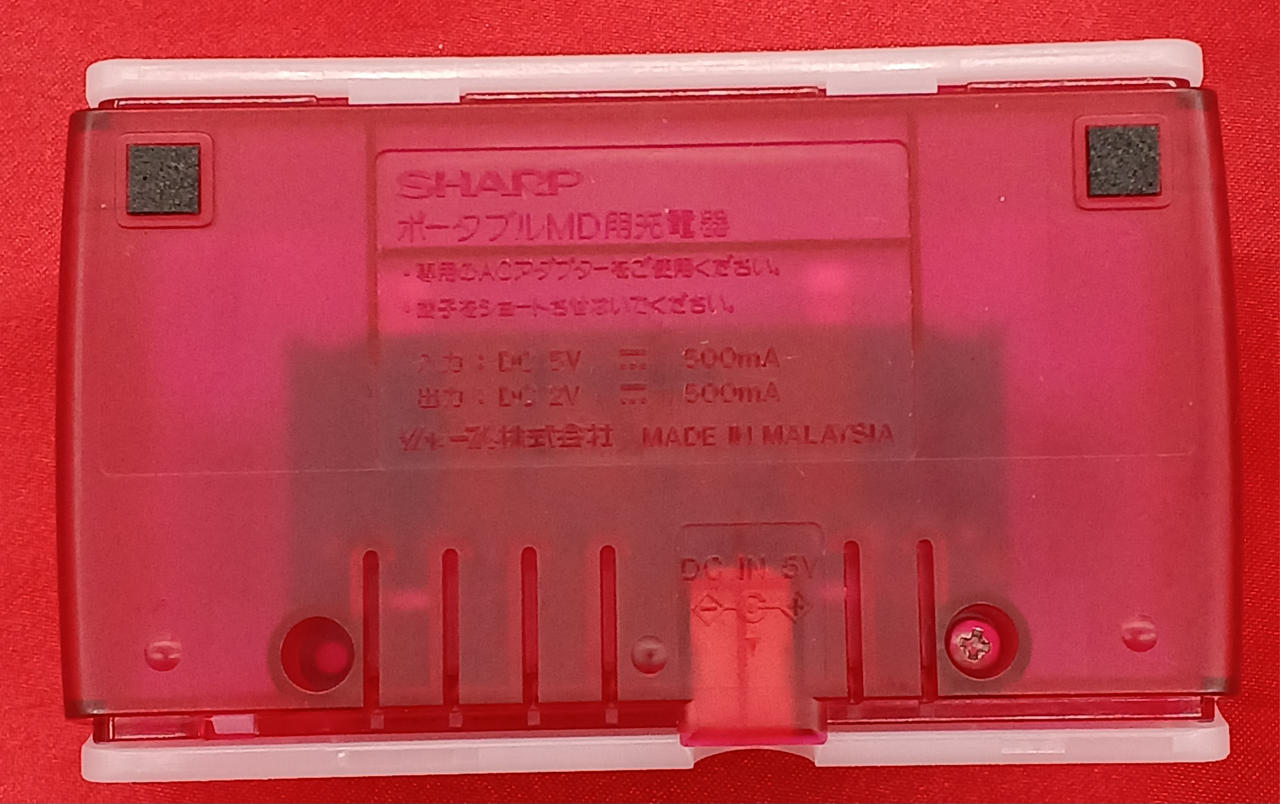 SHARP
ポータブルMD用充電器
・専用のACアダプターをご使用ください。
・端子をショートさせないでください。
入力：DC 5V ⎓ 500mA
出力：DC 2V ⎓ 500mA
シャープ株式会社 MADE IN MALAYSIA
DC IN 5V